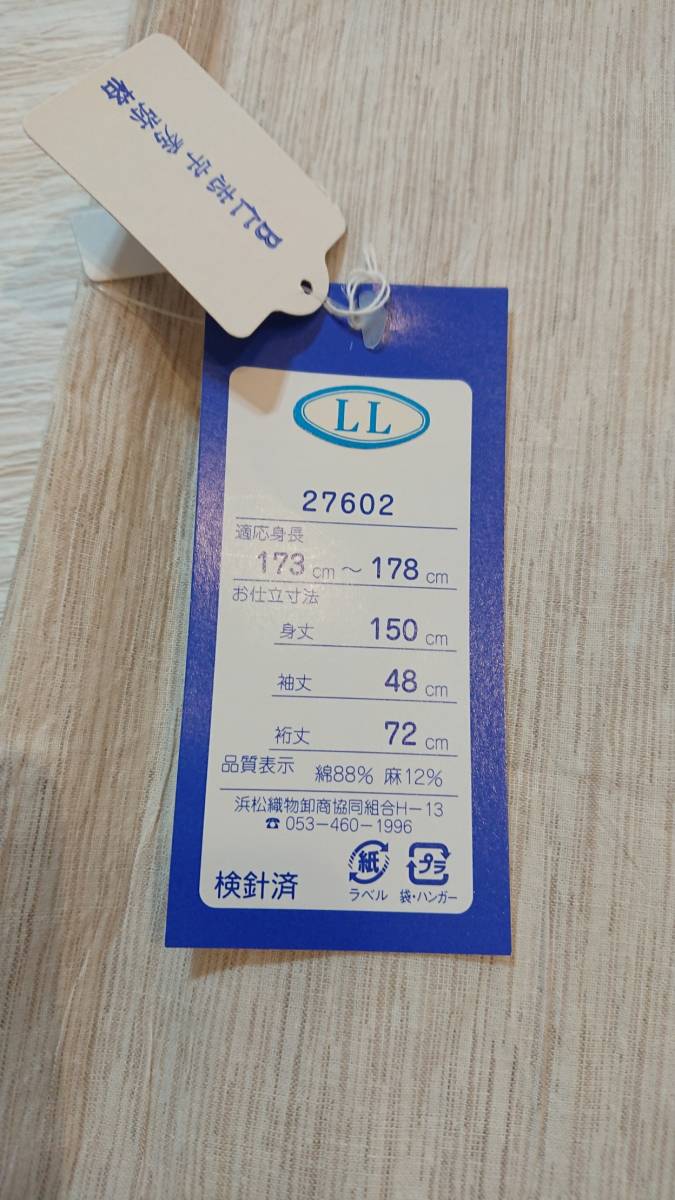 LL
27602
適応身長
173 cm ～ 178 cm
お仕立寸法
身丈 150 cm
袖丈 48 cm
裄丈 72 cm
品質表示 綿88% 麻12%
浜松織物卸商協同組合H－13
☎ 053－460－1996
検針済
紙
ラベル
プラ
袋・ハンガー